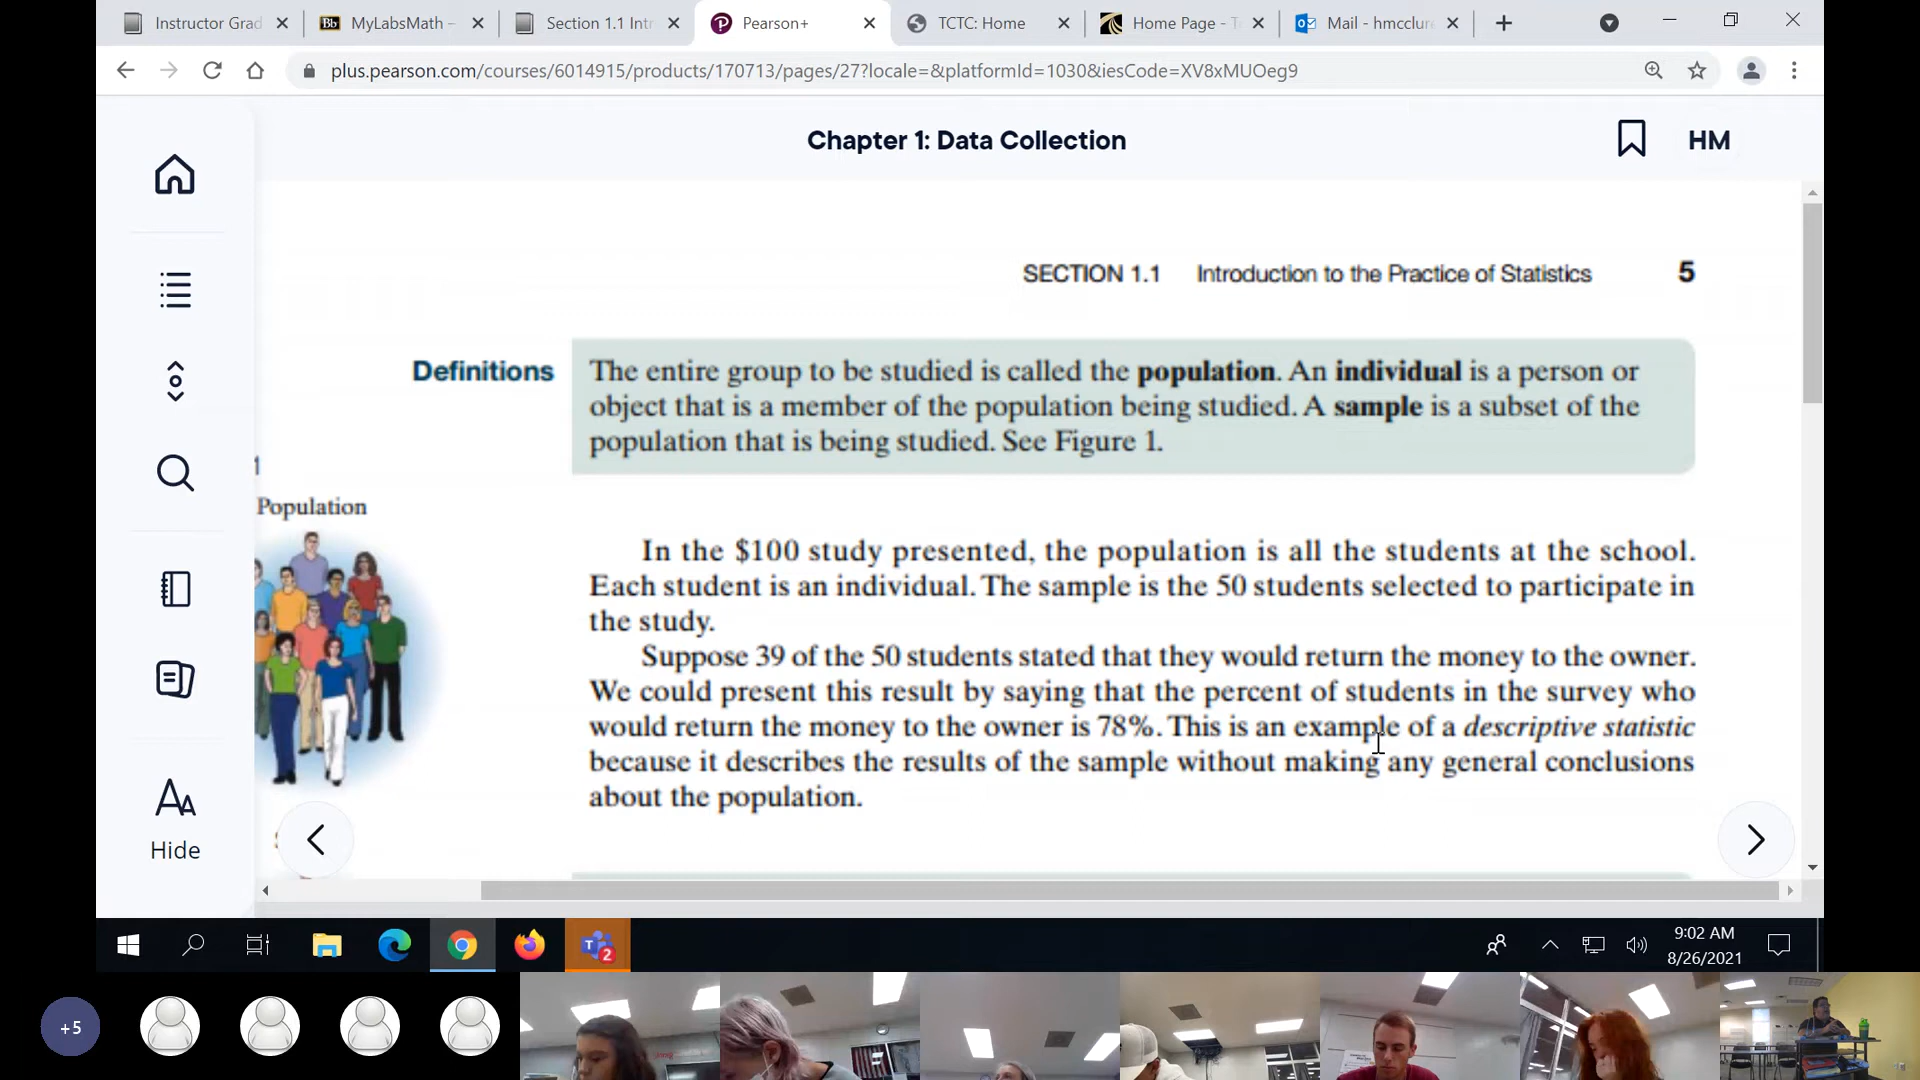 Instructor Grad
MyLabsMath -
Section 1.1 Intr
Pearson+
TCTC: Home
Home Page - T
Mail - hmcclure
plus.pearson.com/courses/6014915/products/170713/pages/27?locale=&platformId=1030&iesCode=XV8xMUOeg9
Chapter 1: Data Collection
HM
SECTION 1.1 Introduction to the Practice of Statistics 5
Definitions
The entire group to be studied is called the population. An individual is a person or
object that is a member of the population being studied. A sample is a subset of the
population that is being studied. See Figure 1.
1
Population
In the $100 study presented, the population is all the students at the school.
Each student is an individual. The sample is the 50 students selected to participate in
the study.
Suppose 39 of the 50 students stated that they would return the money to the owner.
We could present this result by saying that the percent of students in the survey who
would return the money to the owner is 78%. This is an example of a descriptive statistic
because it describes the results of the sample without making any general conclusions
about the population.
Hide
9:02 AM
8/26/2021
+5